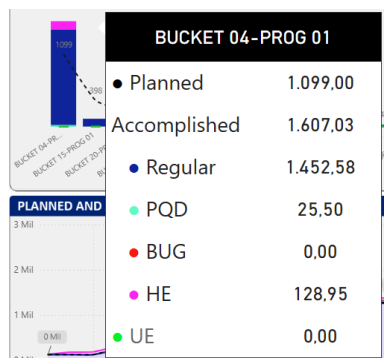 BUCKET 04-PROG 01
Planned 1.099,00
Accomplished 1.607,03
Regular 1.452,58
PQD 25,50
BUG 0,00
HE 128,95
UE 0,00
1099
398
BUCKET 04-PR...
BUCKET 15-PROG 01
BUCKET 20-PR
PLANNED AND
3 Mil
2 Mil
1 Mil
0 Mil